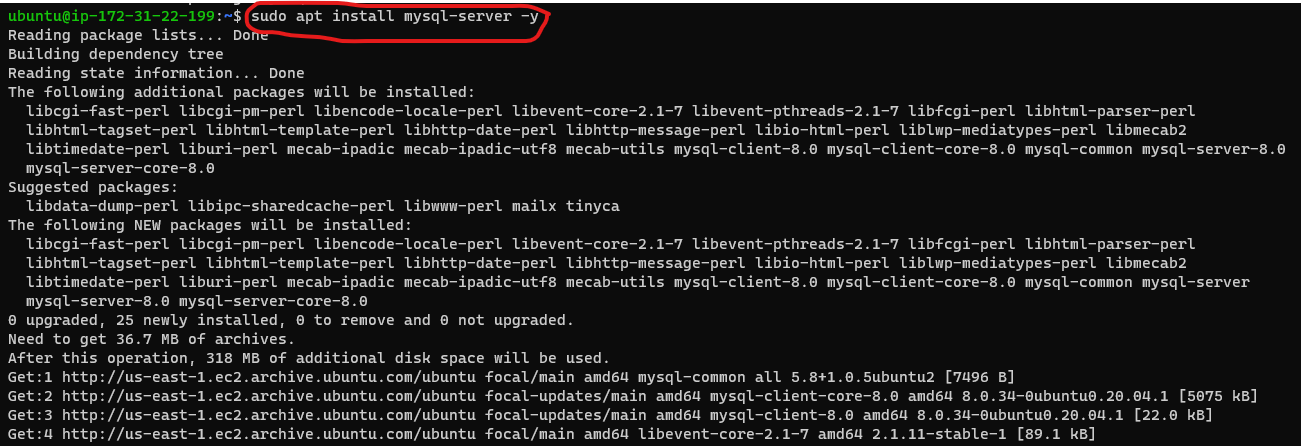 ubuntu@ip-172-31-22-199:~$ sudo apt install mysql-server -y
Reading package lists... Done
Building dependency tree
Reading state information... Done
The following additional packages will be installed:
  libcgi-fast-perl libcgi-pm-perl libencode-locale-perl libevent-core-2.1-7 libevent-pthreads-2.1-7 libfcgi-perl libhtml-parser-perl
  libhtml-tagset-perl libhtml-template-perl libhttp-date-perl libhttp-message-perl libio-html-perl liblwp-mediatypes-perl libmecab2
  libtimedate-perl liburi-perl mecab-ipadic mecab-ipadic-utf8 mecab-utils mysql-client-8.0 mysql-client-core-8.0 mysql-common mysql-server-8.0
  mysql-server-core-8.0
Suggested packages:
  libdata-dump-perl libipc-sharedcache-perl libwww-perl mailx tinyca
The following NEW packages will be installed:
  libcgi-fast-perl libcgi-pm-perl libencode-locale-perl libevent-core-2.1-7 libevent-pthreads-2.1-7 libfcgi-perl libhtml-parser-perl
  libhtml-tagset-perl libhtml-template-perl libhttp-date-perl libhttp-message-perl libio-html-perl liblwp-mediatypes-perl libmecab2
  libtimedate-perl liburi-perl mecab-ipadic mecab-ipadic-utf8 mecab-utils mysql-client-8.0 mysql-client-core-8.0 mysql-common mysql-server
  mysql-server-8.0 mysql-server-core-8.0
0 upgraded, 25 newly installed, 0 to remove and 0 not upgraded.
Need to get 36.7 MB of archives.
After this operation, 318 MB of additional disk space will be used.
Get:1 http://us-east-1.ec2.archive.ubuntu.com/ubuntu focal/main amd64 mysql-common all 5.8+1.0.5ubuntu2 [7496 B]
Get:2 http://us-east-1.ec2.archive.ubuntu.com/ubuntu focal-updates/main amd64 mysql-client-core-8.0 amd64 8.0.34-0ubuntu0.20.04.1 [5075 kB]
Get:3 http://us-east-1.ec2.archive.ubuntu.com/ubuntu focal-updates/main amd64 mysql-client-8.0 amd64 8.0.34-0ubuntu0.20.04.1 [22.0 kB]
Get:4 http://us-east-1.ec2.archive.ubuntu.com/ubuntu focal/main amd64 libevent-core-2.1-7 amd64 2.1.11-stable-1 [89.1 kB]